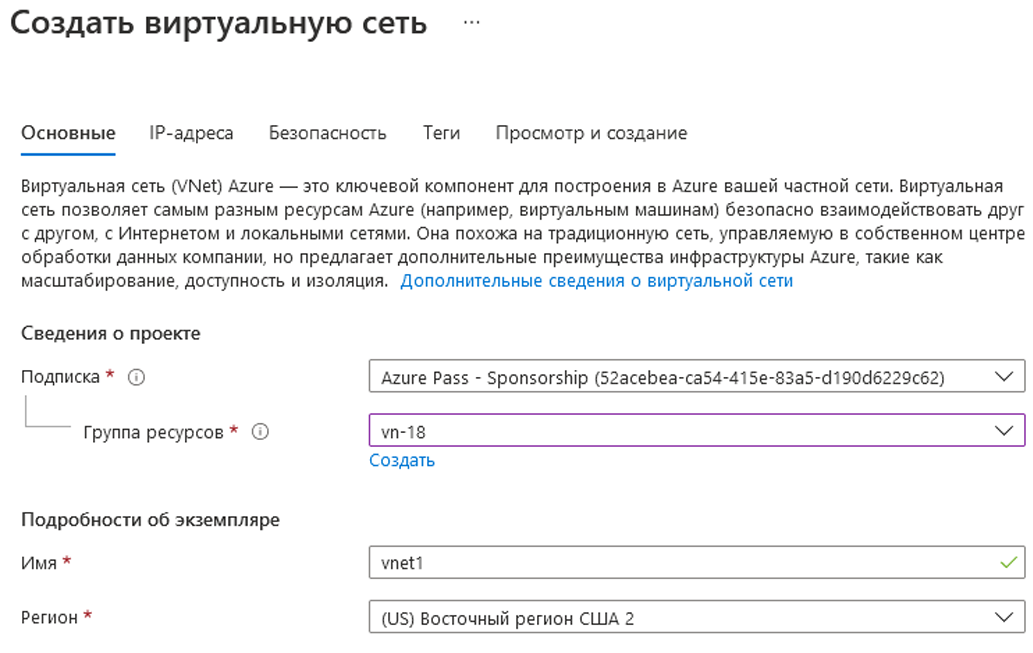 Создать виртуальную сеть ...
Основные IP-адреса Безопасность Теги Просмотр и создание
Виртуальная сеть (VNet) Azure — это ключевой компонент для построения в Azure вашей частной сети. Виртуальная
сеть позволяет самым разным ресурсам Azure (например, виртуальным машинам) безопасно взаимодействовать друг
с другом, с Интернетом и локальными сетями. Она похожа на традиционную сеть, управляемую в собственном центре
обработки данных компании, но предлагает дополнительные преимущества инфраструктуры Azure, такие как
масштабирование, доступность и изоляция. Дополнительные сведения о виртуальной сети
Сведения о проекте
Подписка * Azure Pass - Sponsorship (52acebea-ca54-415e-83a5-d190d6229c62)
Группа ресурсов * vn-18
Создать
Подробности об экземпляре
Имя * vnet1
Регион * (US) Восточный регион США 2